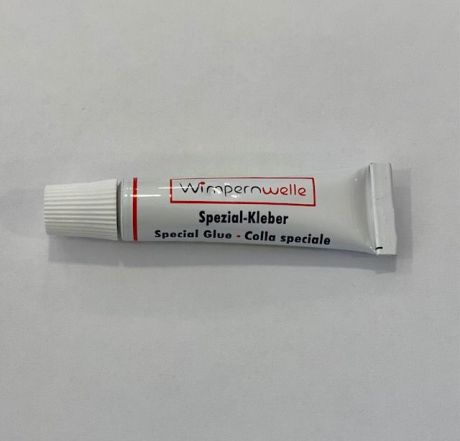 Wimpernwelle
Spezial-Kleber
Special Glue - Colla speciale